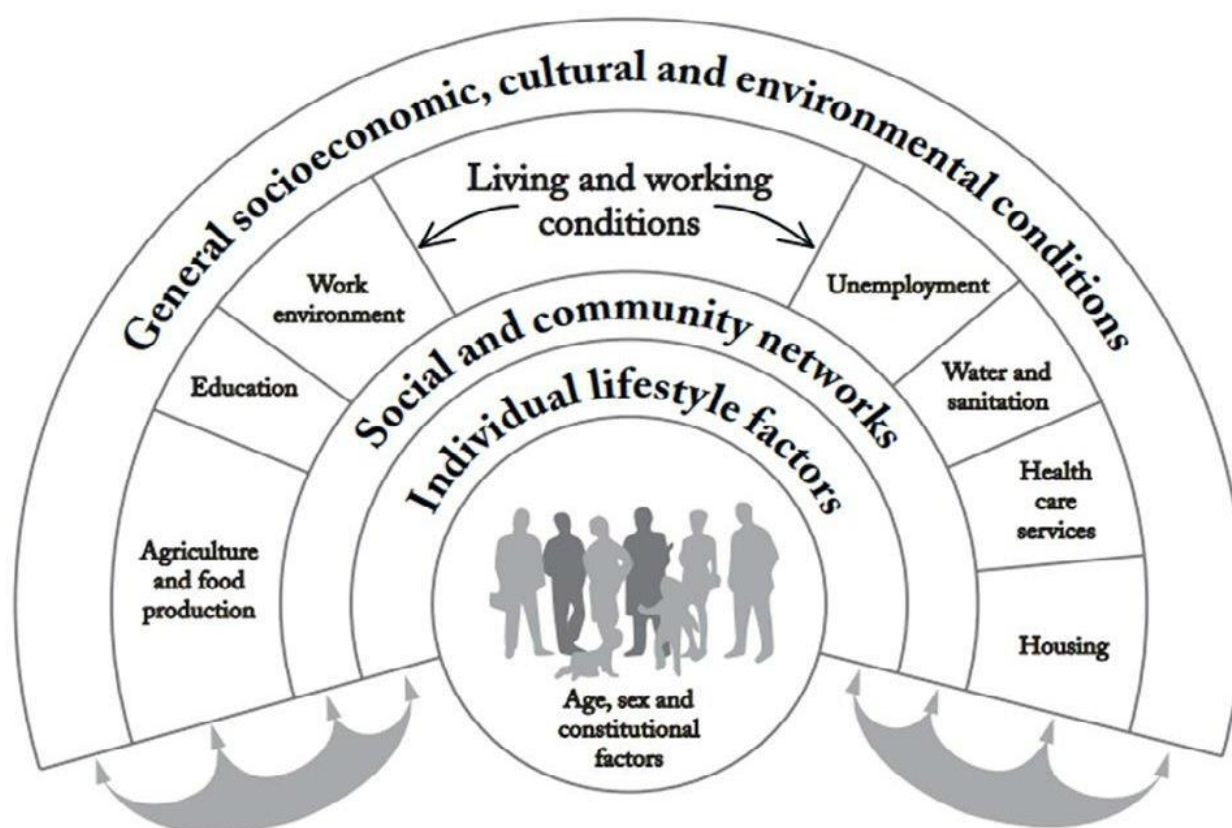 General socioeconomic, cultural and environmental conditions
Living and working
conditions
Work
environment
Unemployment
Education
Water and
sanitation
Agriculture
and food
production
Health
care
services
Housing
Social and community networks
Individual lifestyle factors
Age, sex and
constitutional
factors